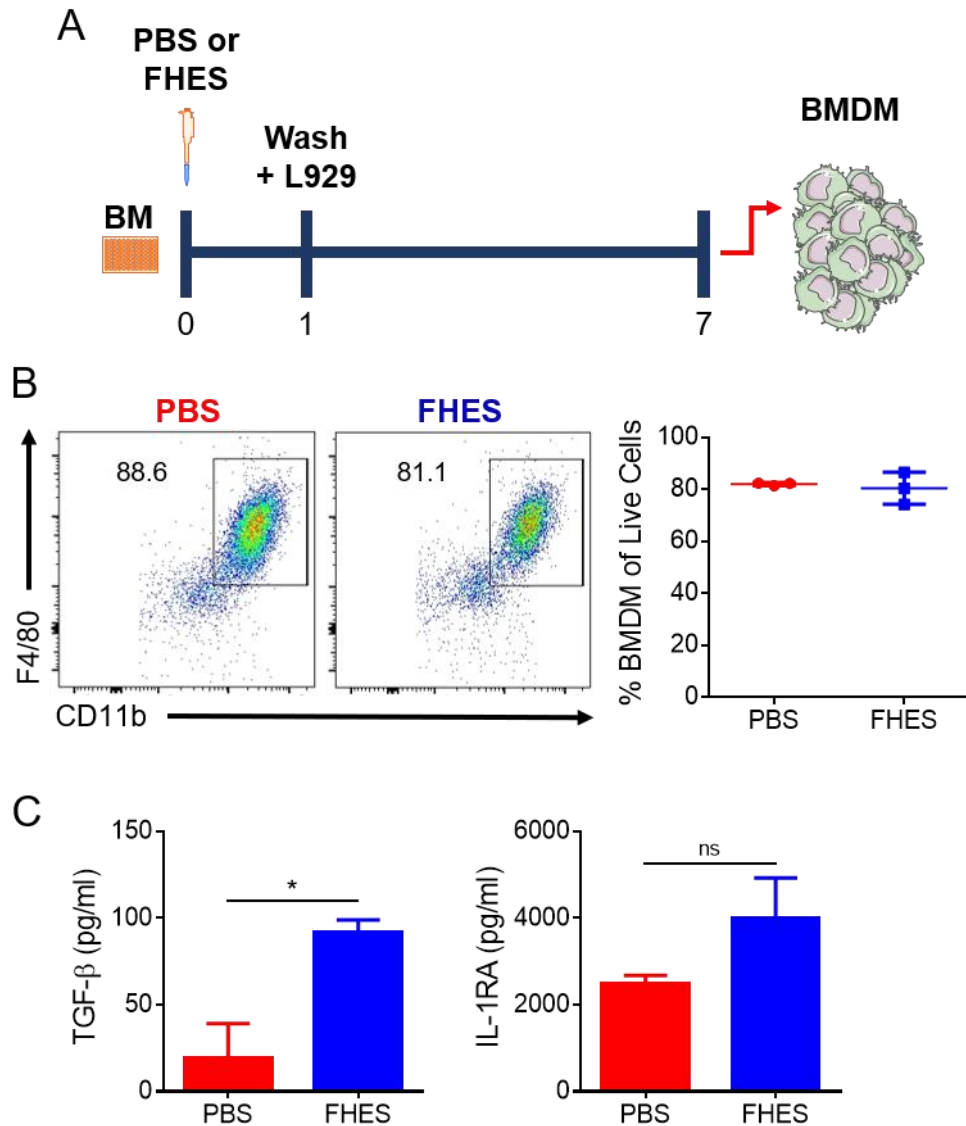 A
PBS or
FHES
Wash
+ L929
BMDM
BM
0
1
7
B
PBS
FHES
88.6
81.1
F4/80
CD11b
% BMDM of Live Cells
100
80
60
40
20
0
PBS
FHES
C
TGF-β (pg/ml)
150
100
50
0
*
PBS
FHES
IL-1RA (pg/ml)
6000
4000
2000
0
ns
PBS
FHES